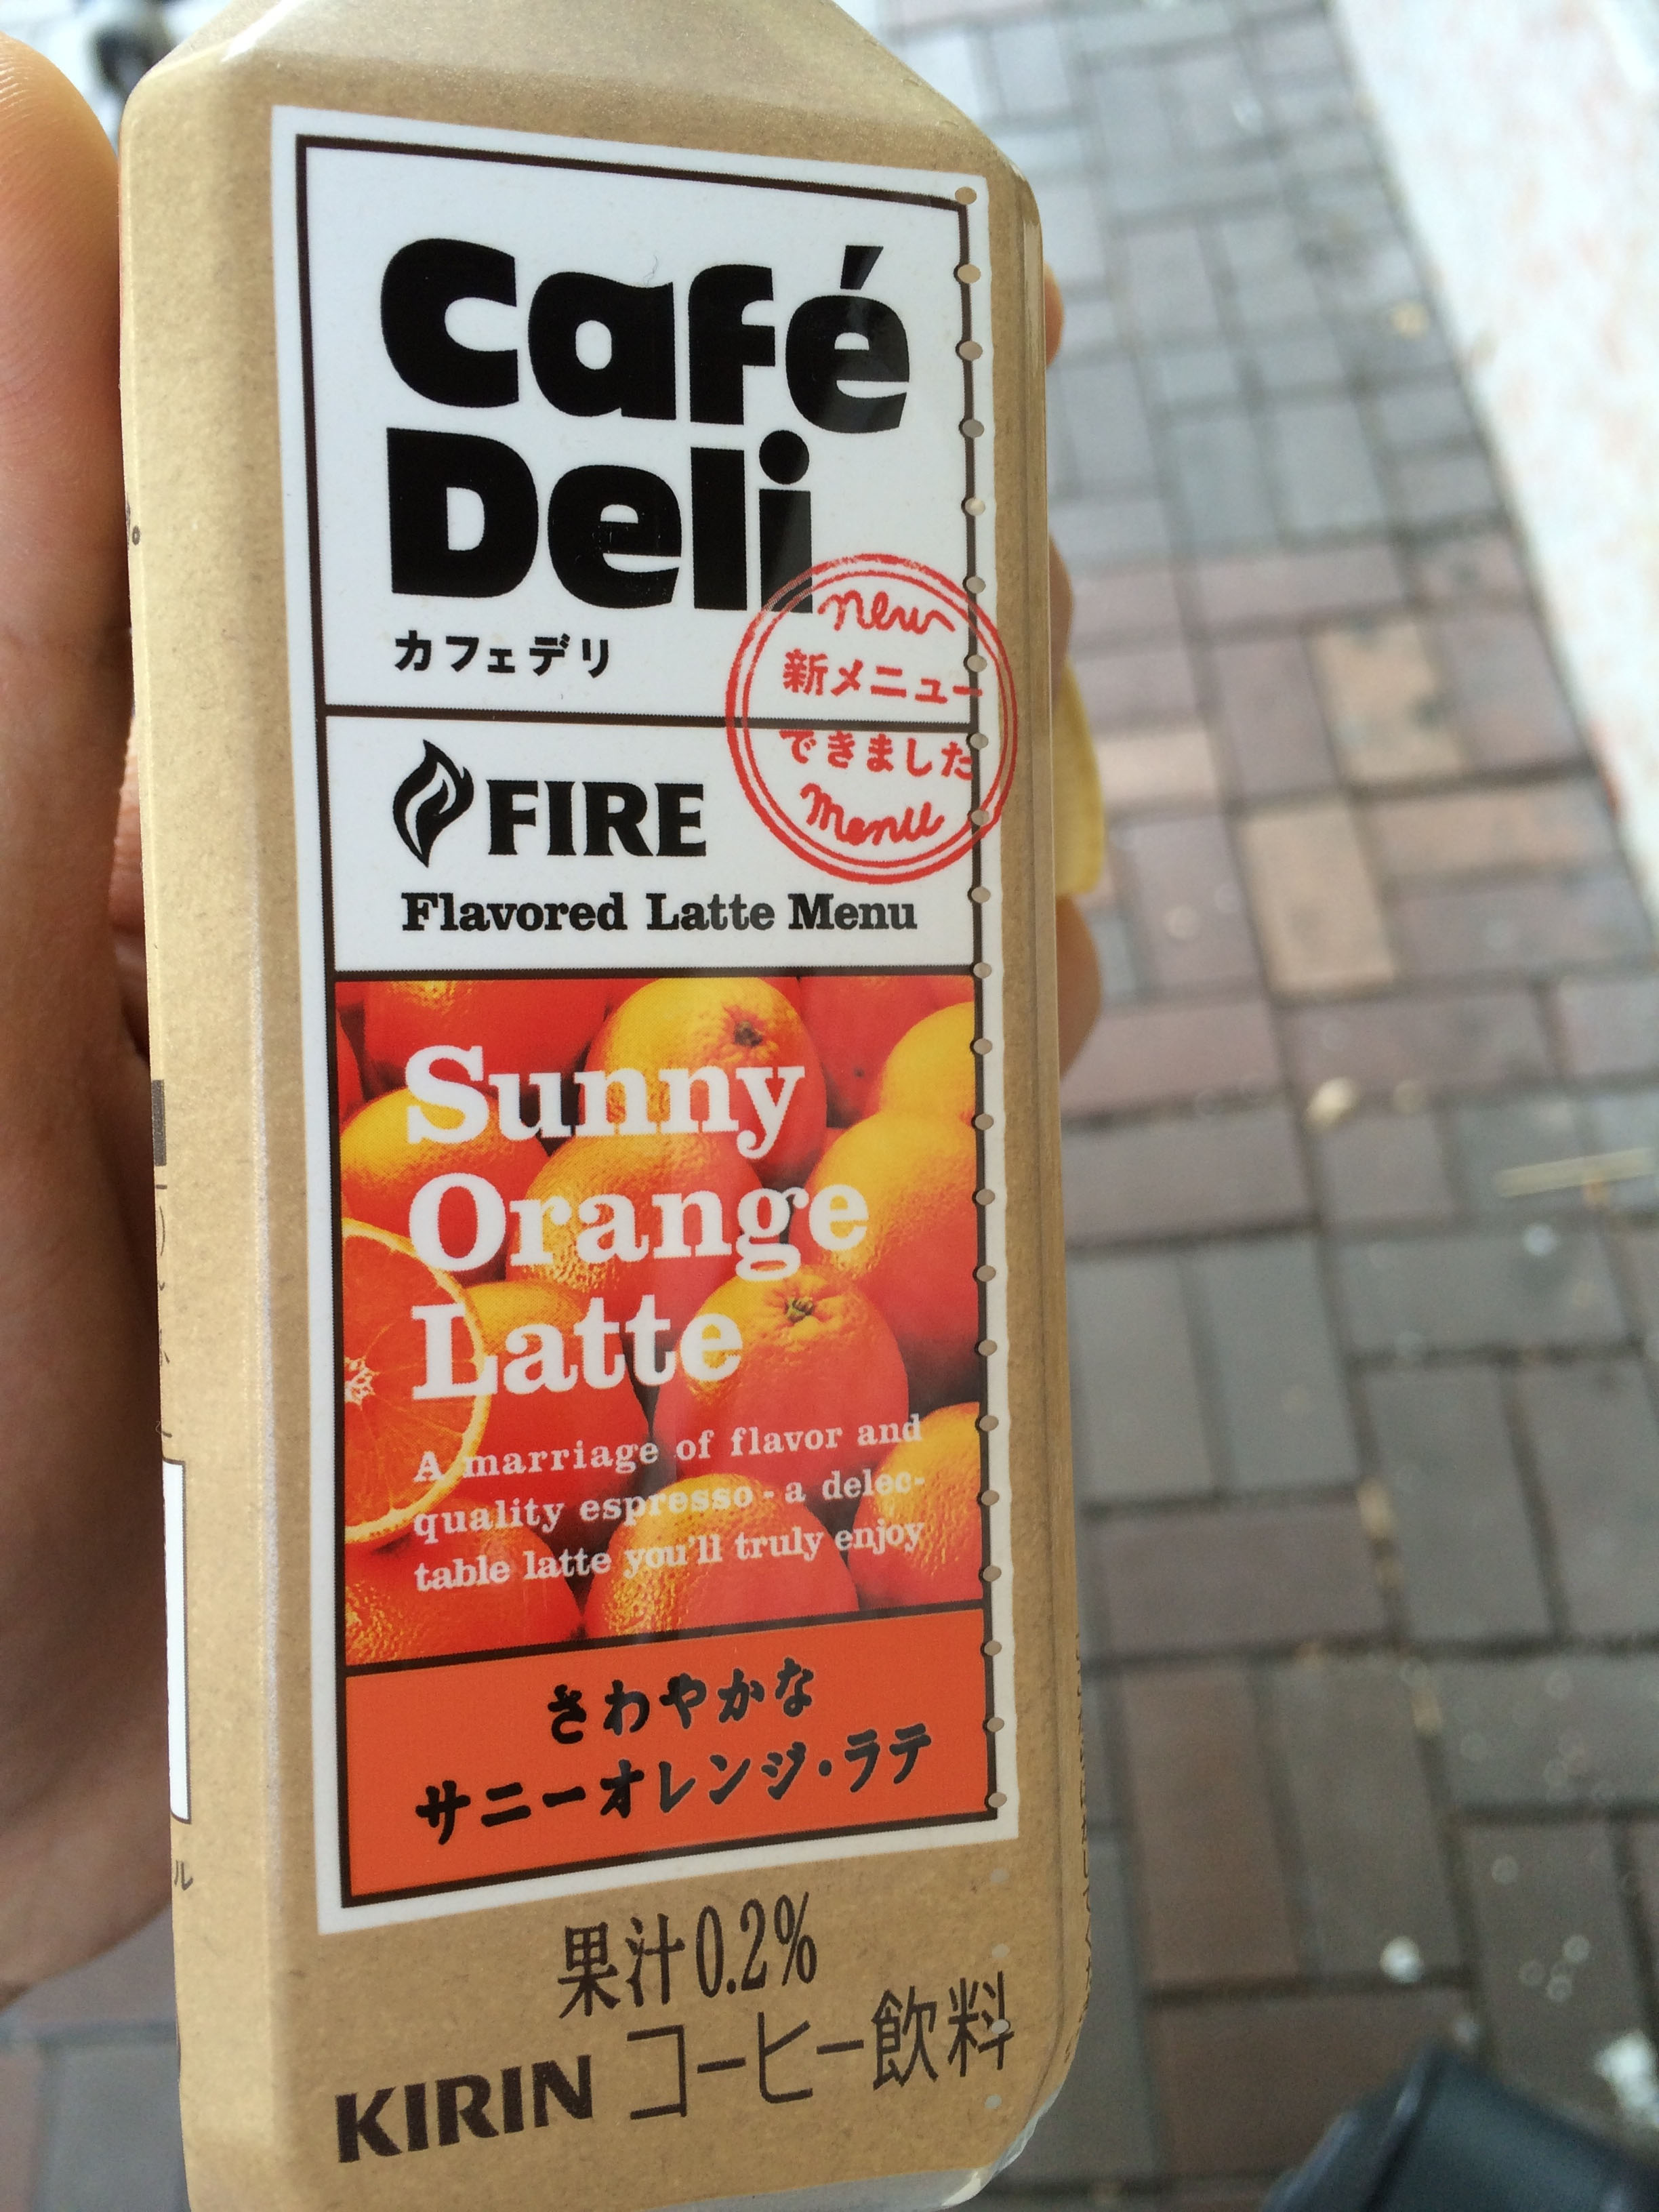 Café
Deli
カフェデリ
new
新メニュー
できました
menu
FIRE
Flavored Latte Menu
Sunny
Orange
Latte
A marriage of flavor and
quality espresso - a delec-
table latte you'll truly enjoy
さわやかな
サニーオレンジ・ラテ
果汁0.2%
KIRIN コーヒー飲料
ル